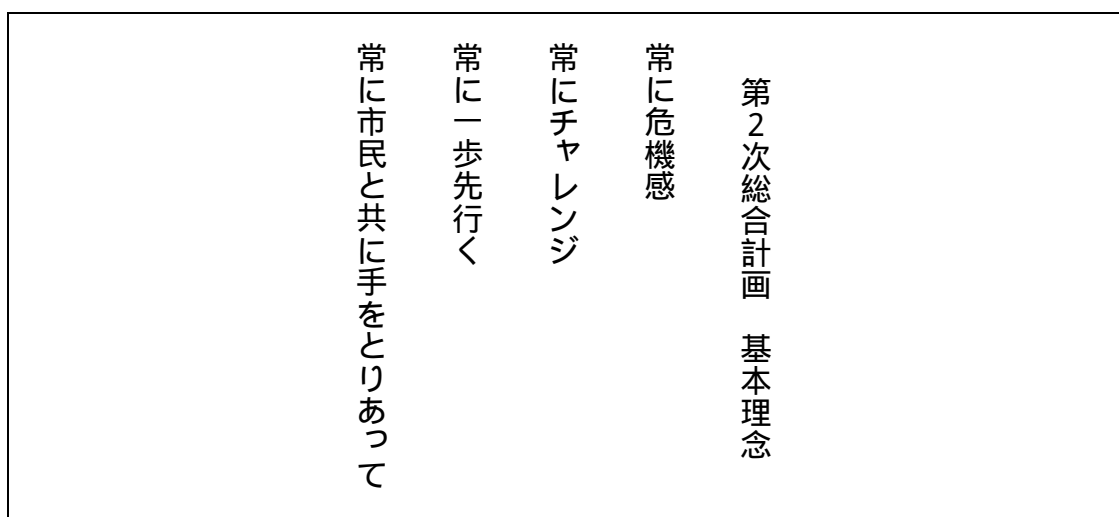 第2次総合計画　基本理念
常に危機感
常にチャレンジ
常に一歩先行く
常に市民と共に手をとりあって